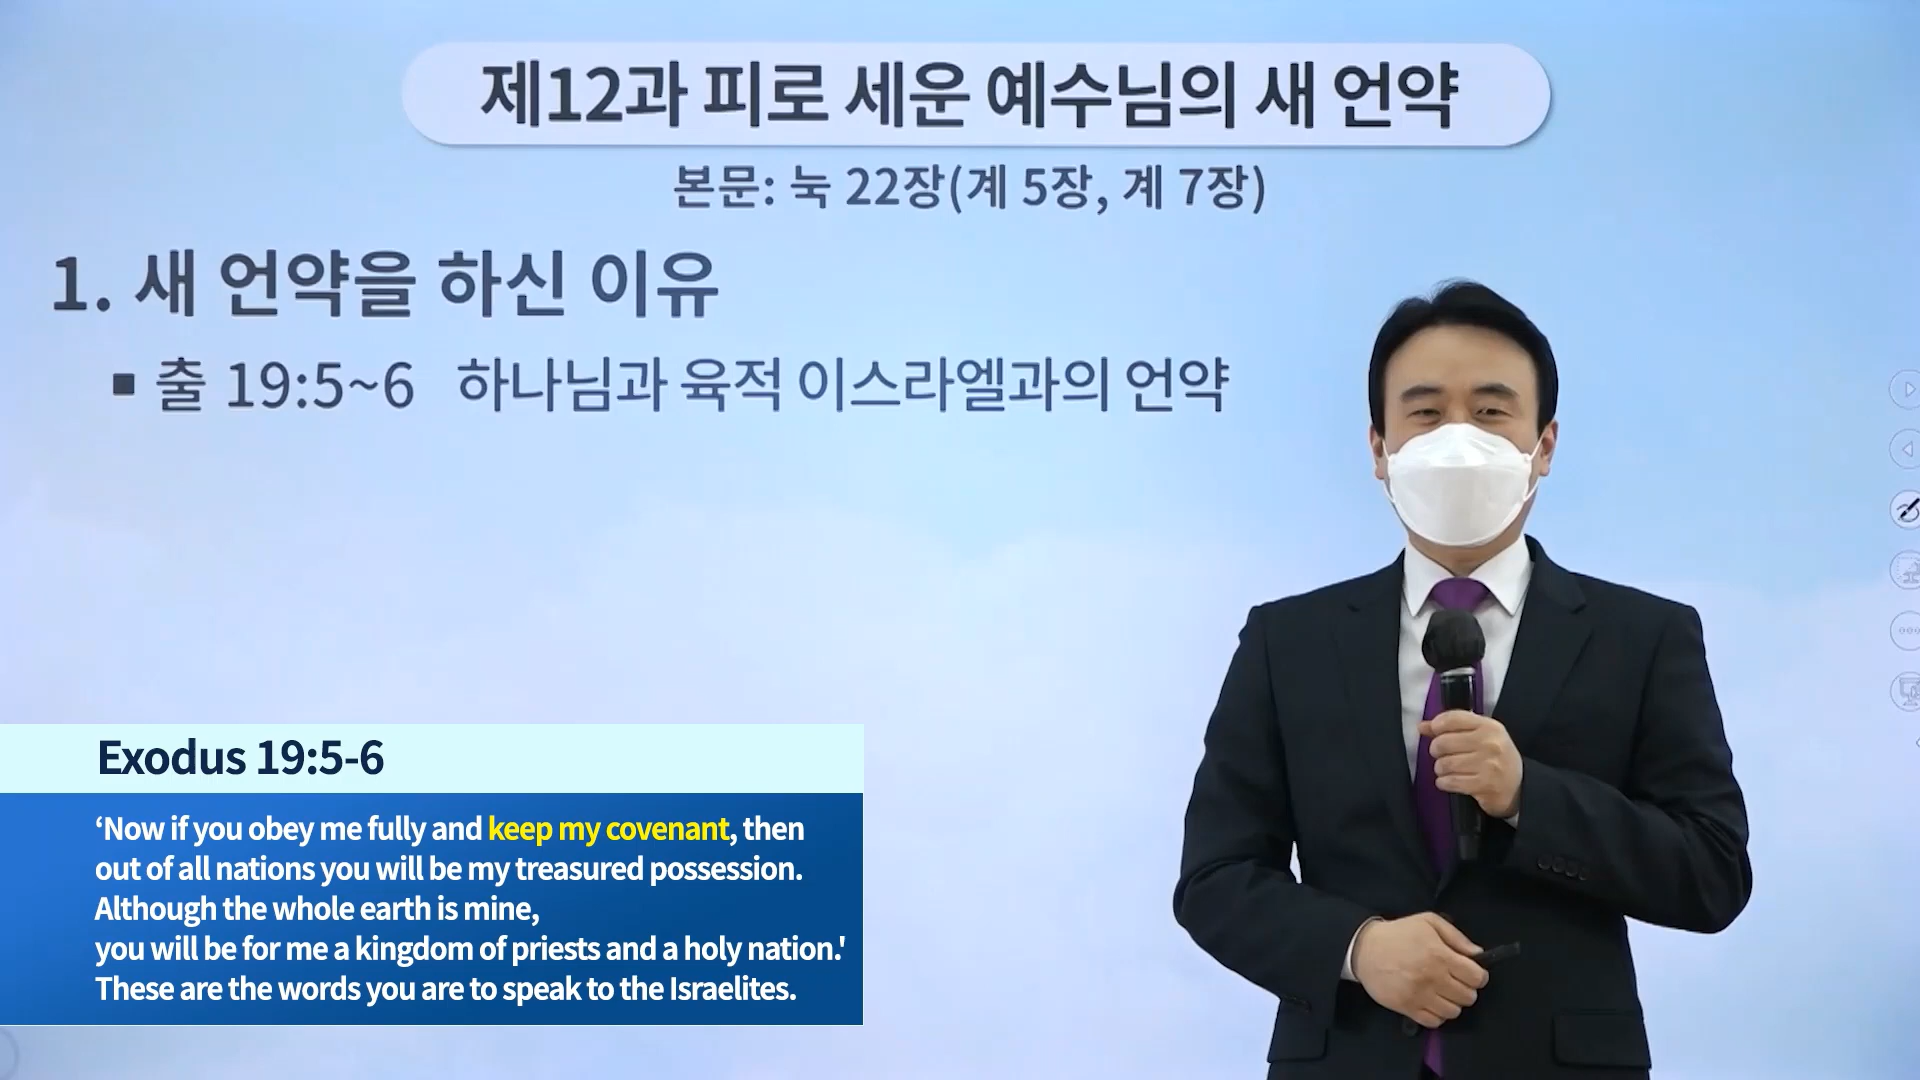 제12과 피로 세운 예수님의 새 언약
본문: 눅 22장(계 5장, 계 7장)
1. 새 언약을 하신 이유
▪ 출 19:5~6 하나님과 육적 이스라엘과의 언약
Exodus 19:5-6
‘Now if you obey me fully and keep my covenant, then
out of all nations you will be my treasured possession.
Although the whole earth is mine,
you will be for me a kingdom of priests and a holy nation.'
These are the words you are to speak to the Israelites.